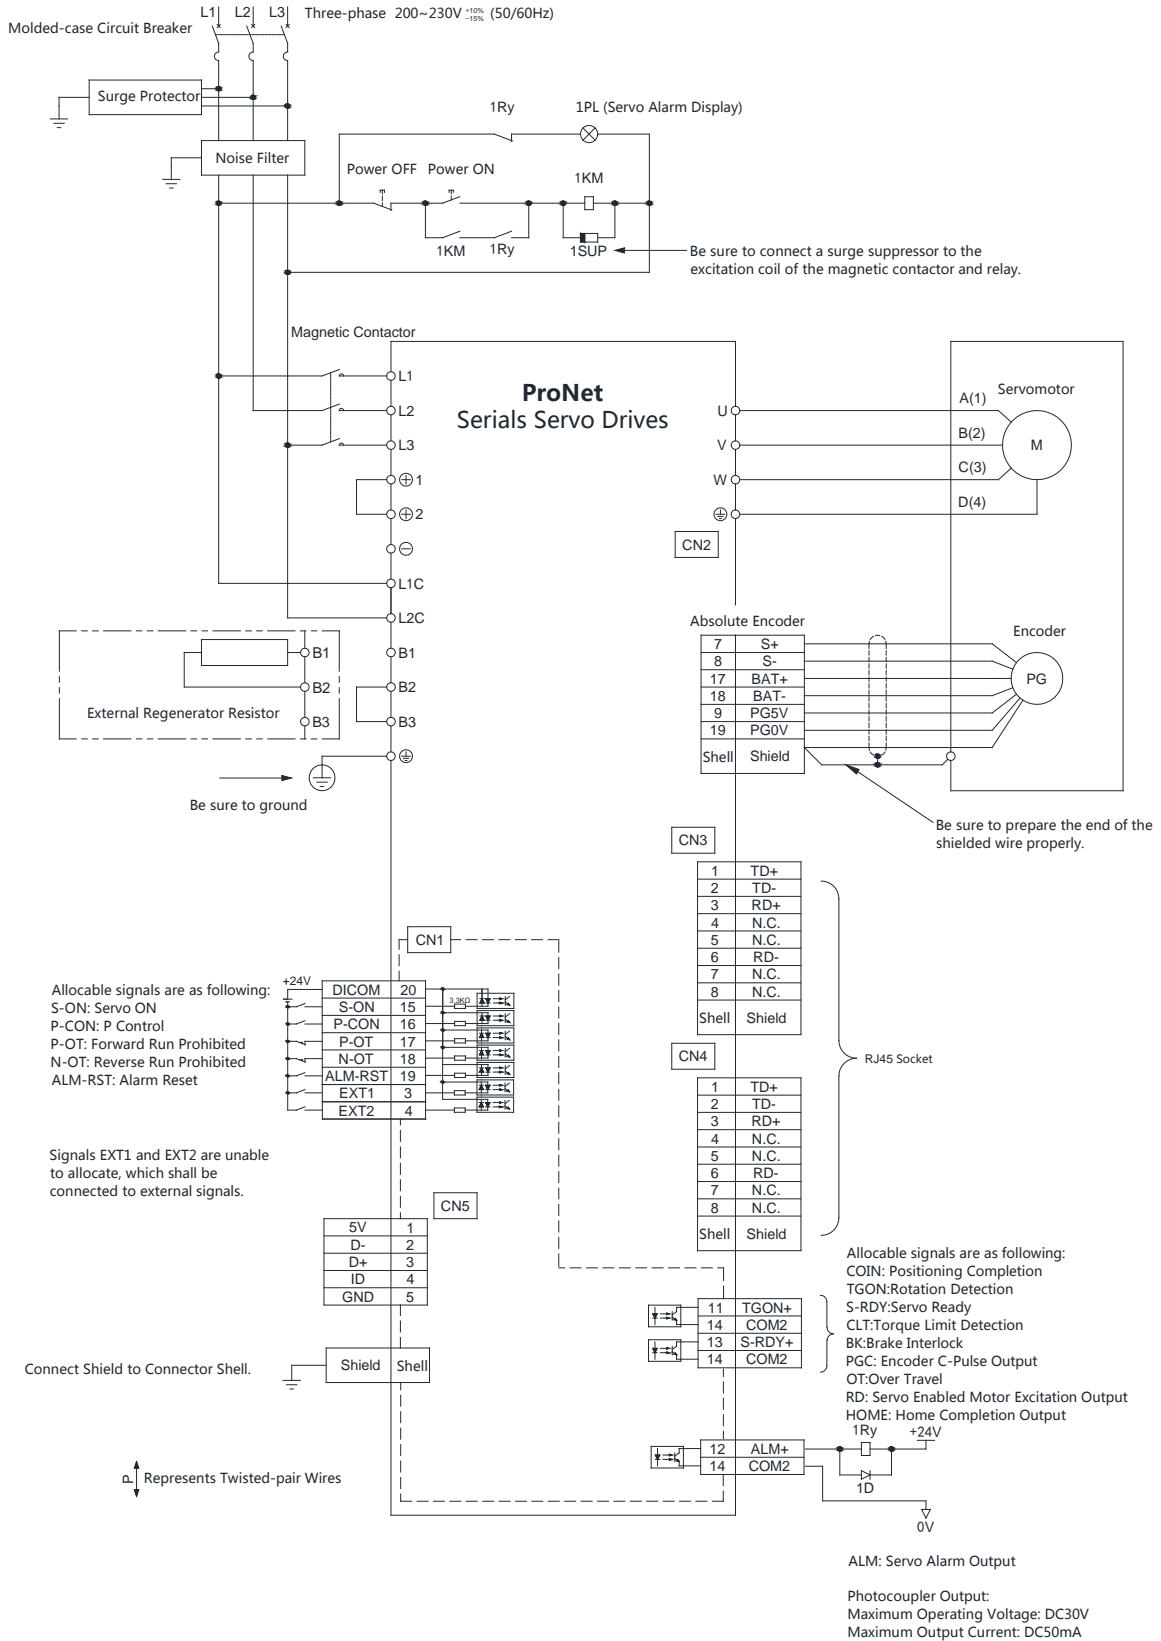 L1 L2 L3 Three-phase 200~230V +10% -15% (50/60Hz)
Molded-case Circuit Breaker
Surge Protector
Noise Filter
1Ry 1PL (Servo Alarm Display)
Power OFF Power ON
1KM
1KM 1Ry 1SUP
Be sure to connect a surge suppressor to the
excitation coil of the magnetic contactor and relay.
Magnetic Contactor
ProNet
Serials Servo Drives
L1
L2
L3
1
2
L1C
L2C
B1
B2
B3
B1
B2
B3
External Regenerator Resistor
Be sure to ground
U
V
W
A(1)
B(2)
C(3)
D(4)
Servomotor
M
CN2
Absolute Encoder
7 S+
8 S-
17 BAT+
18 BAT-
9 PG5V
19 PG0V
Shell Shield
Encoder
PG
Be sure to prepare the end of the
shielded wire properly.
CN3
1 TD+
2 TD-
3 RD+
4 N.C.
5 N.C.
6 RD-
7 N.C.
8 N.C.
Shell Shield
CN4
1 TD+
2 TD-
3 RD+
4 N.C.
5 N.C.
6 RD-
7 N.C.
8 N.C.
Shell Shield
RJ45 Socket
CN1
+24V
3.3KΩ
DICOM 20
S-ON 15
P-CON 16
P-OT 17
N-OT 18
ALM-RST 19
EXT1 3
EXT2 4
Allocable signals are as following:
S-ON: Servo ON
P-CON: P Control
P-OT: Forward Run Prohibited
N-OT: Reverse Run Prohibited
ALM-RST: Alarm Reset
Signals EXT1 and EXT2 are unable
to allocate, which shall be
connected to external signals.
CN5
5V 1
D- 2
D+ 3
ID 4
GND 5
Connect Shield to Connector Shell.
Shield Shell
P Represents Twisted-pair Wires
11 TGON+
14 COM2
13 S-RDY+
14 COM2
Allocable signals are as following:
COIN: Positioning Completion
TGON:Rotation Detection
S-RDY:Servo Ready
CLT:Torque Limit Detection
BK:Brake Interlock
PGC: Encoder C-Pulse Output
OT:Over Travel
RD: Servo Enabled Motor Excitation Output
HOME: Home Completion Output
12 ALM+
14 COM2
1Ry
+24V
1D
0V
ALM: Servo Alarm Output
Photocoupler Output:
Maximum Operating Voltage: DC30V
Maximum Output Current: DC50mA